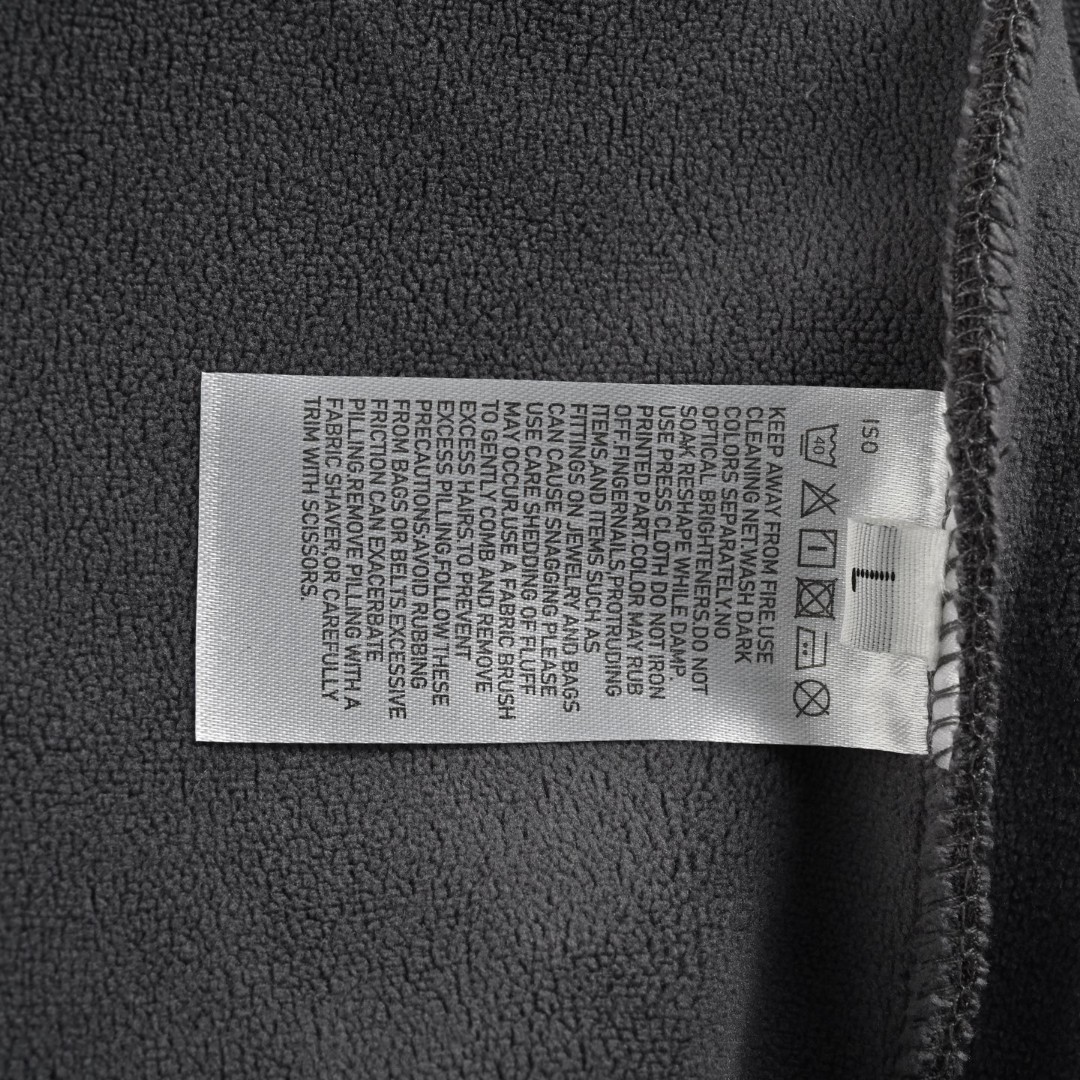 ISO
L
40
KEEP AWAY FROM FIRE.USE
CLEANING NET.WASH DARK
COLORS SEPARATELY.NO
OPTICAL BRIGHTENERS.DO NOT
SOAK.RESHAPE WHILE DAMP.
USE PRESS CLOTH.DO NOT IRON
PRINTED PART.COLOR MAY RUB
OFF.FINGERNAILS,PROTRUDING
ITEMS,AND ITEMS SUCH AS
FITTINGS ON JEWELRY AND BAGS
CAN CAUSE SNAGGING.PLEASE
USE CARE.SHEDDING OF FLUFF
MAY OCCUR.USE A FABRIC BRUSH
TO GENTLY COMB AND REMOVE
EXCESS HAIRS.TO PREVENT
EXCESS PILLING,FOLLOW THESE
PRECAUTIONS:AVOID RUBBING
FROM BAGS OR BELTS.EXCESSIVE
FRICTION CAN EXACERBATE
PILLING.REMOVE PILLING WITH A
FABRIC SHAVER,OR CAREFULLY
TRIM WITH SCISSORS.